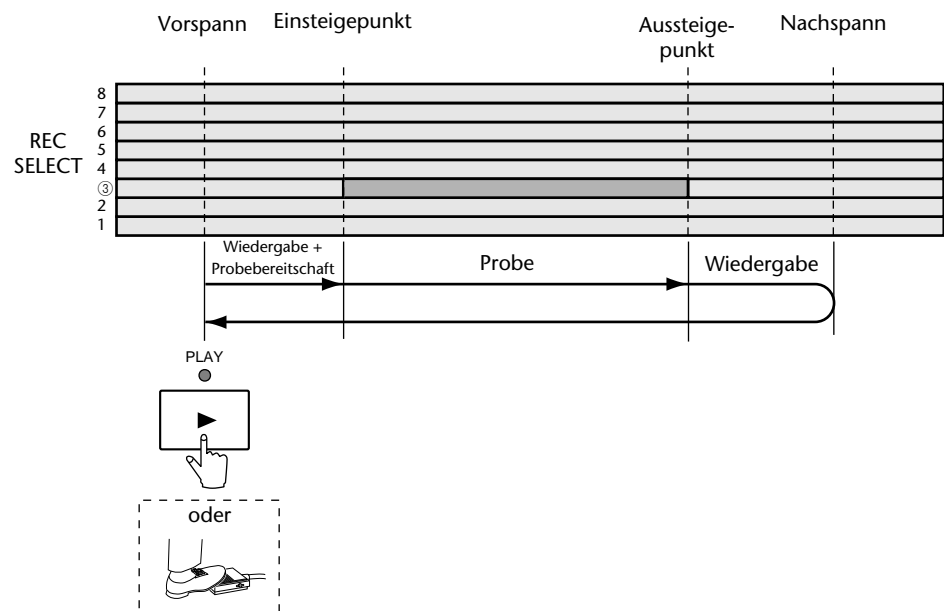 Vorspann
Einsteigepunkt
Aussteige-
punkt
Nachspann
REC
SELECT
8
7
6
5
4
③
2
1
Wiedergabe +
Probebereitschaft
Probe
Wiedergabe
PLAY
oder